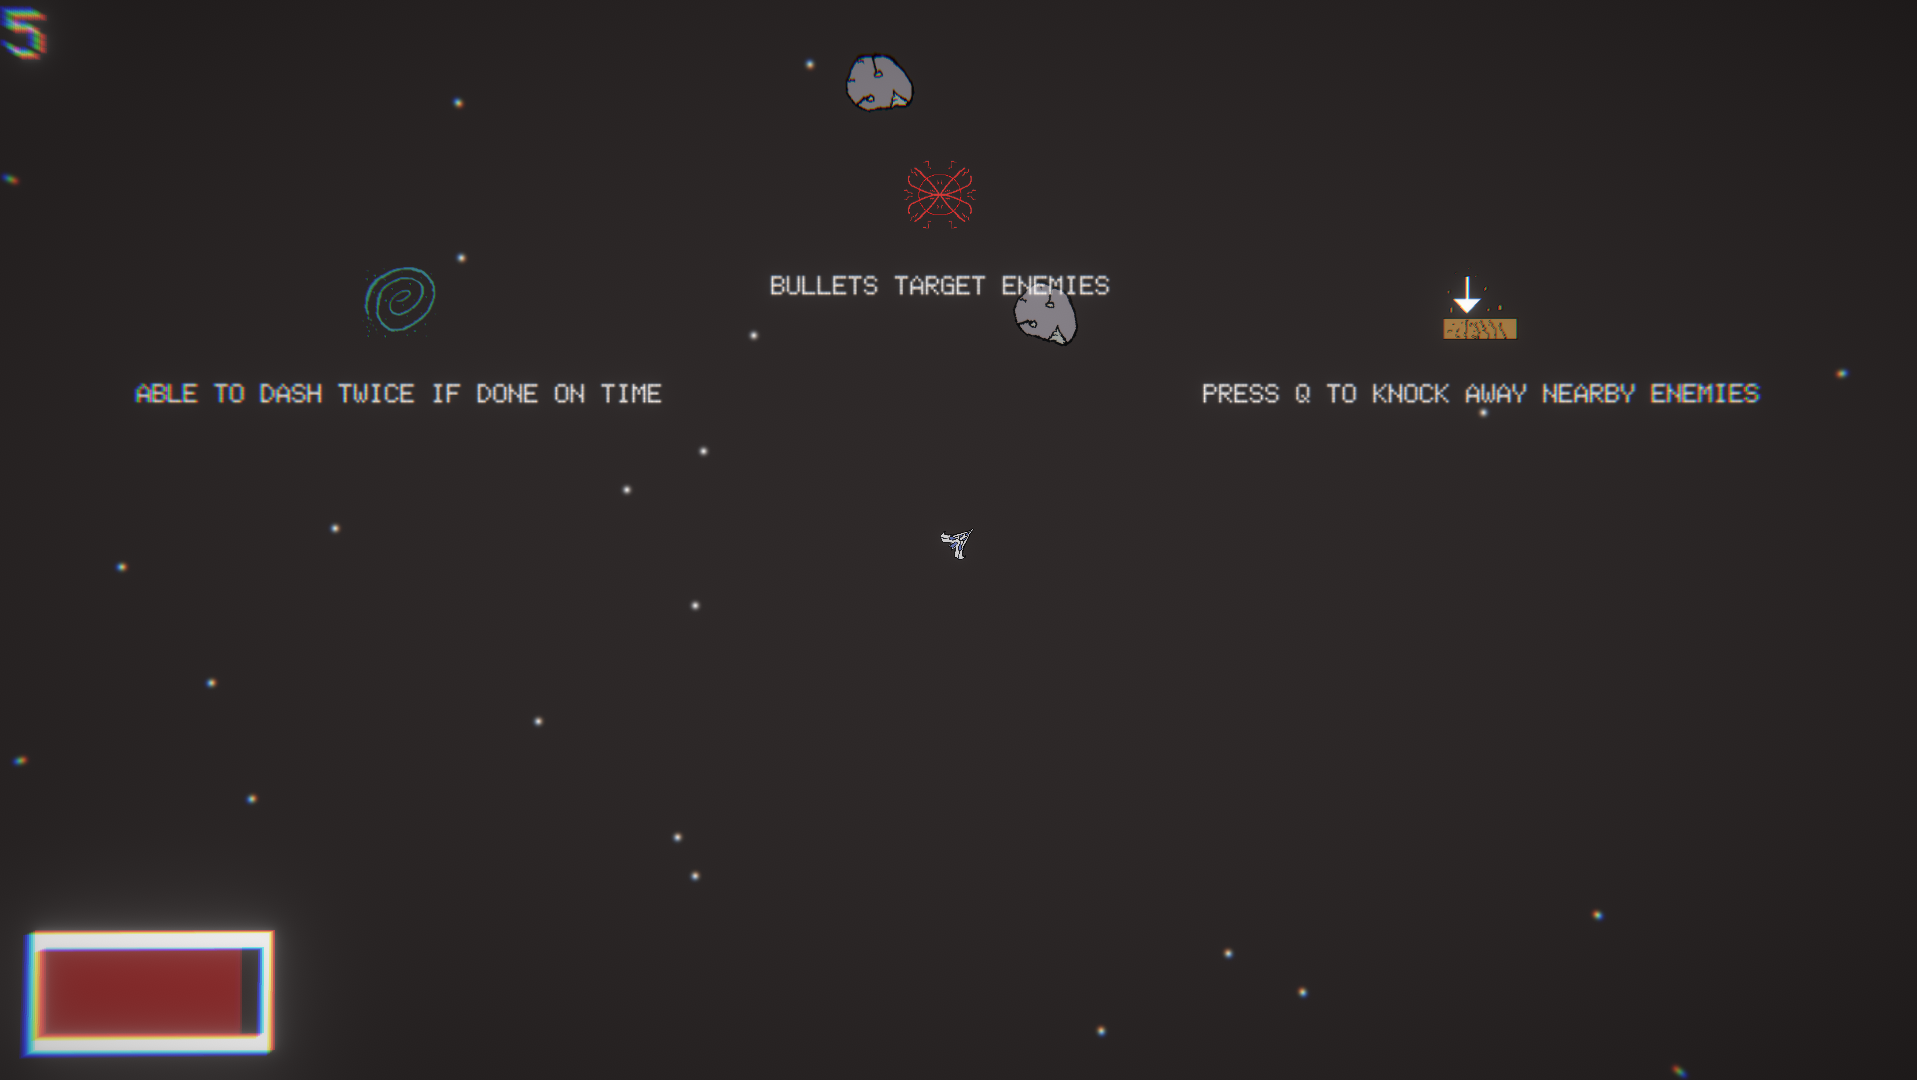 5
BULLETS TARGET ENEMIES
ABLE TO DASH TWICE IF DONE ON TIME
PRESS Q TO KNOCK AWAY NEARBY ENEMIES